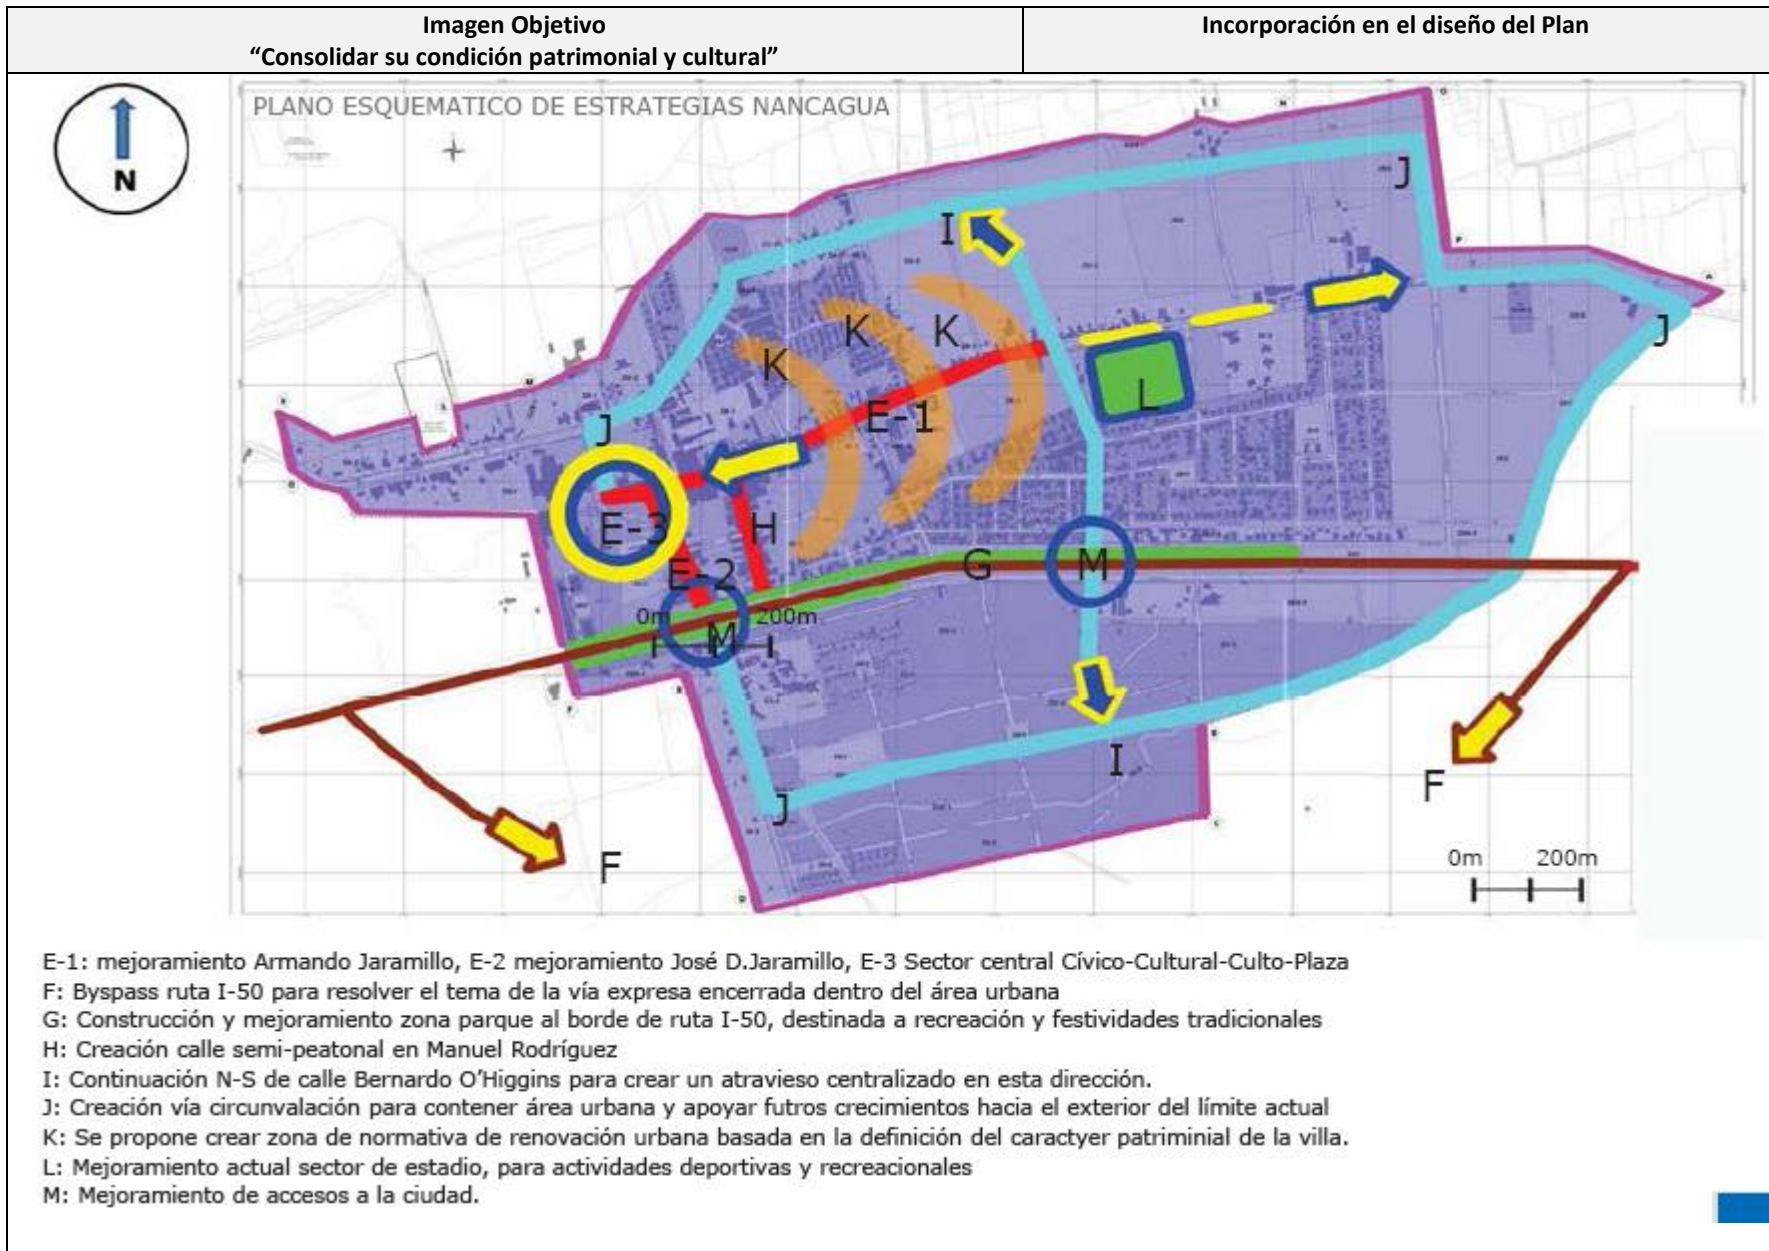 Imagen Objetivo
“Consolidar su condición patrimonial y cultural”
Incorporación en el diseño del Plan
N
PLANO ESQUEMATICO DE ESTRATEGIAS NANCAGUA
J
I
K
K
K
J
L
E-1
J
E-3
H
E-2
G
M
0m
200m
M
I
J
F
F
0m 200m
E-1: mejoramiento Armando Jaramillo, E-2 mejoramiento José D.Jaramillo, E-3 Sector central Cívico-Cultural-Culto-Plaza
F: Byspass ruta I-50 para resolver el tema de la vía expresa encerrada dentro del área urbana
G: Construcción y mejoramiento zona parque al borde de ruta I-50, destinada a recreación y festividades tradicionales
H: Creación calle semi-peatonal en Manuel Rodríguez
I: Continuación N-S de calle Bernardo O’Higgins para crear un atravieso centralizado en esta dirección.
J: Creación vía circunvalación para contener área urbana y apoyar futros crecimientos hacia el exterior del límite actual
K: Se propone crear zona de normativa de renovación urbana basada en la definición del caractyer patriminial de la villa.
L: Mejoramiento actual sector de estadio, para actividades deportivas y recreacionales
M: Mejoramiento de accesos a la ciudad.